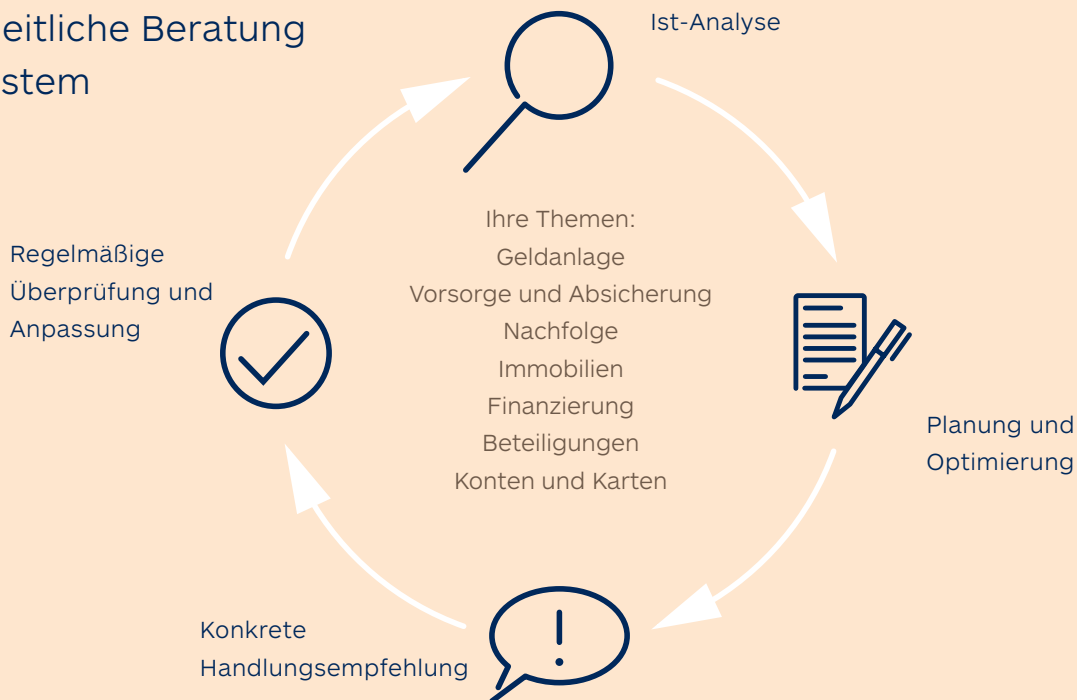 eitliche Beratung
stem
Ist-Analyse
Regelmäßige
Überprüfung und
Anpassung
Ihre Themen:
Geldanlage
Vorsorge und Absicherung
Nachfolge
Immobilien
Finanzierung
Beteiligungen
Konten und Karten
Planung und
Optimierung
Konkrete
Handlungsempfehlung